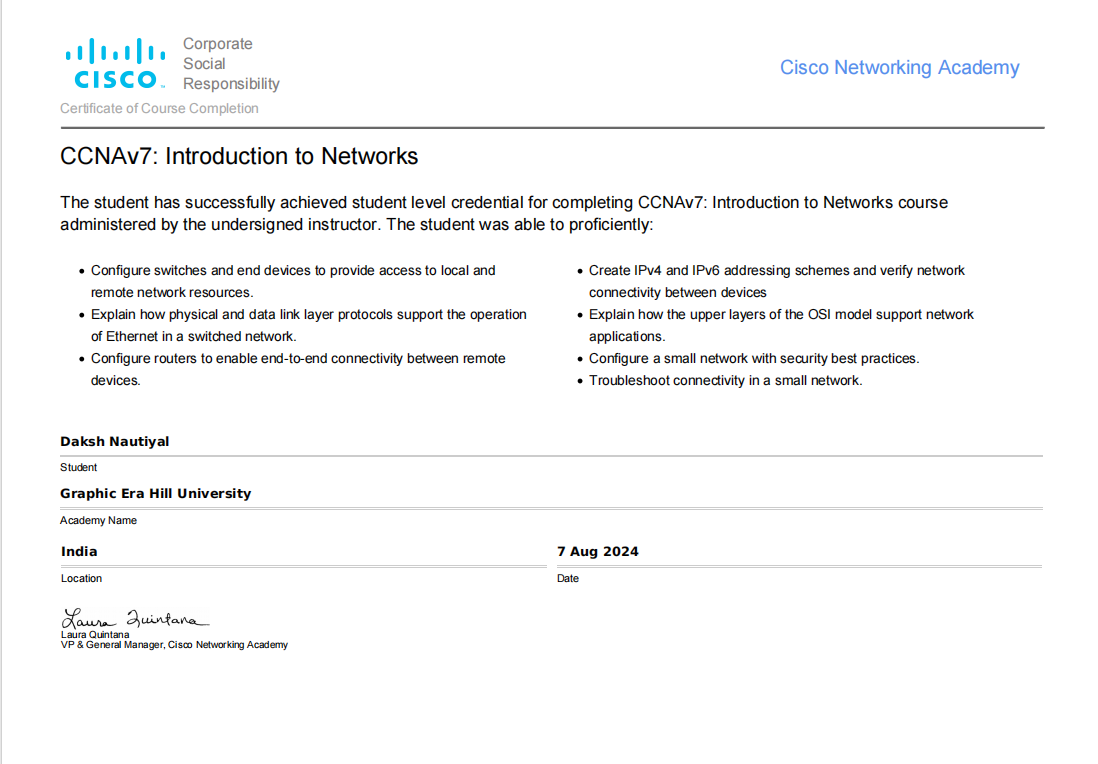 CISCO
Corporate
Social
Responsibility
Cisco Networking Academy
Certificate of Course Completion
CCNAv7: Introduction to Networks
The student has successfully achieved student level credential for completing CCNAv7: Introduction to Networks course
administered by the undersigned instructor. The student was able to proficiently:
• Configure switches and end devices to provide access to local and
remote network resources.
• Explain how physical and data link layer protocols support the operation
of Ethernet in a switched network.
• Configure routers to enable end-to-end connectivity between remote
devices.
• Create IPv4 and IPv6 addressing schemes and verify network
connectivity between devices
• Explain how the upper layers of the OSI model support network
applications.
• Configure a small network with security best practices.
• Troubleshoot connectivity in a small network.
Daksh Nautiyal
Student
Graphic Era Hill University
Academy Name
India
Location
7 Aug 2024
Date
Laura Quintana
Laura Quintana
VP & General Manager, Cisco Networking Academy